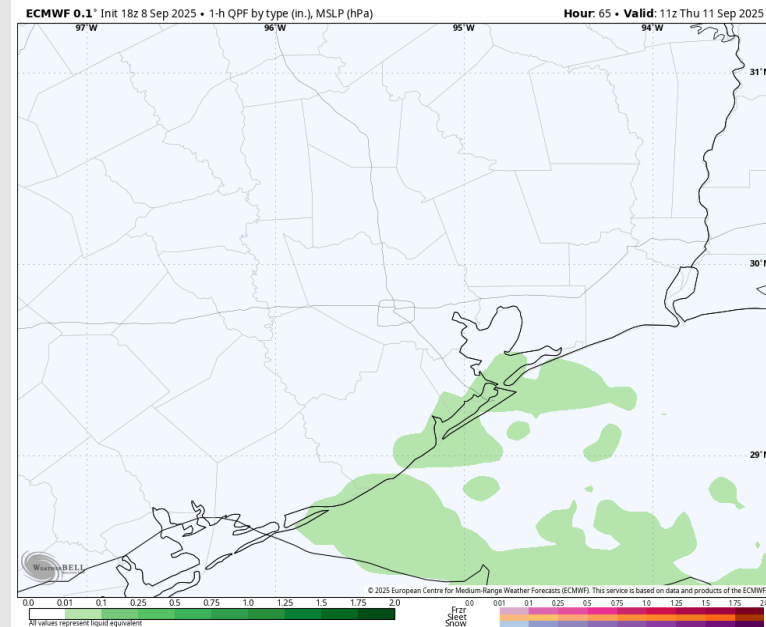 ECMWF 0.1° Init 18z 8 Sep 2025 • 1-h QPF by type (in.), MSLP (hPa) Hour: 65 • Valid: 11z Thu 11 Sep 2025
97°W 96°W 95°W 94°W
31°N
30°N
29°N
WEATHERBELL
© 2025 European Centre for Medium-Range Weather Forecasts (ECMWF). This service is based on data and products of the ECMWF
0.0 0.01 0.1 0.25 0.5 0.75 1.0 1.25 1.5 1.75 2.0 0.0 001 0.1 0.25 0.5 0.75 1.0 1.25 1.5 1.75 2.0
Frzr
All values represent liquid equivalent Sleet
Snow